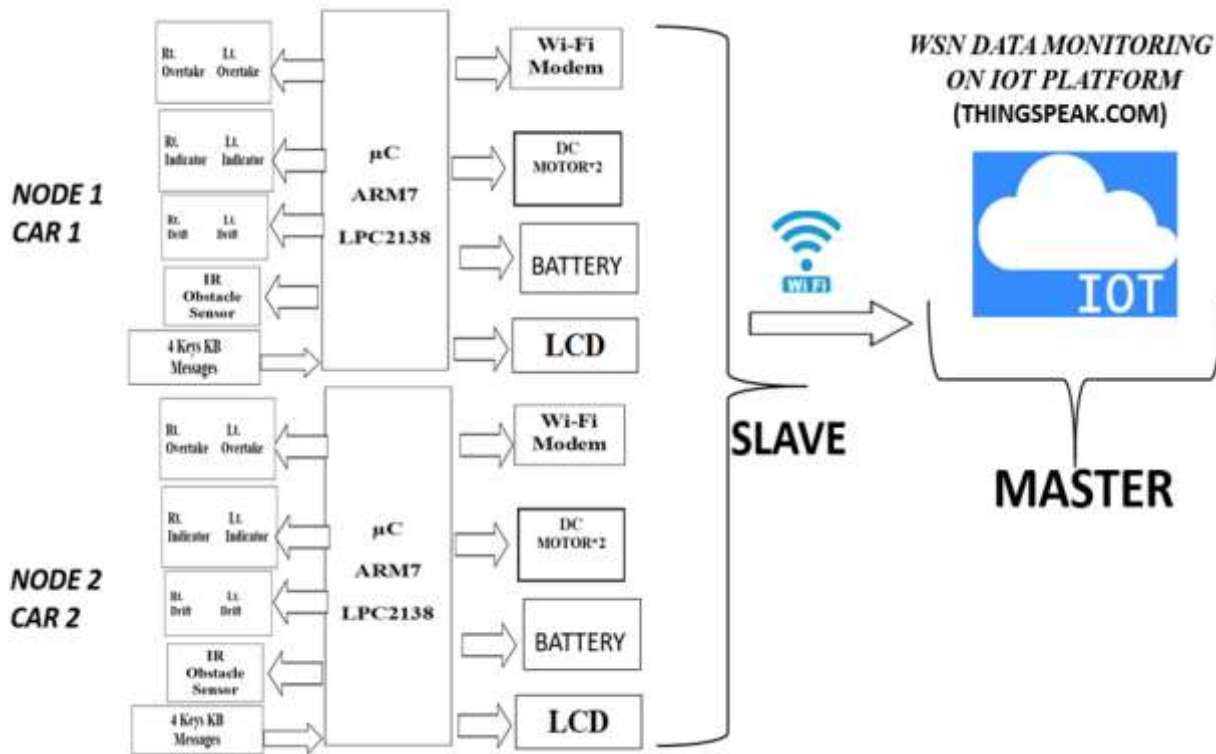 NODE 1
CAR 1
Rt. Lt.
Overtake Overtake
Rt. Lt.
Indicator Indicator
Rt. Lt.
Drift Drift
IR
Obstacle
Sensor
4 Keys KB
Messages
µC
ARM7
LPC2138
Wi-Fi
Modem
DC
MOTOR*2
BATTERY
LCD
NODE 2
CAR 2
Rt. Lt.
Overtake Overtake
Rt. Lt.
Indicator Indicator
Rt. Lt.
Drift Drift
IR
Obstacle
Sensor
4 Keys KB
Messages
µC
ARM7
LPC2138
Wi-Fi
Modem
DC
MOTOR*2
BATTERY
LCD
SLAVE
Wi Fi
WSN DATA MONITORING
ON IOT PLATFORM
(THINGSPEAK.COM)
IOT
MASTER